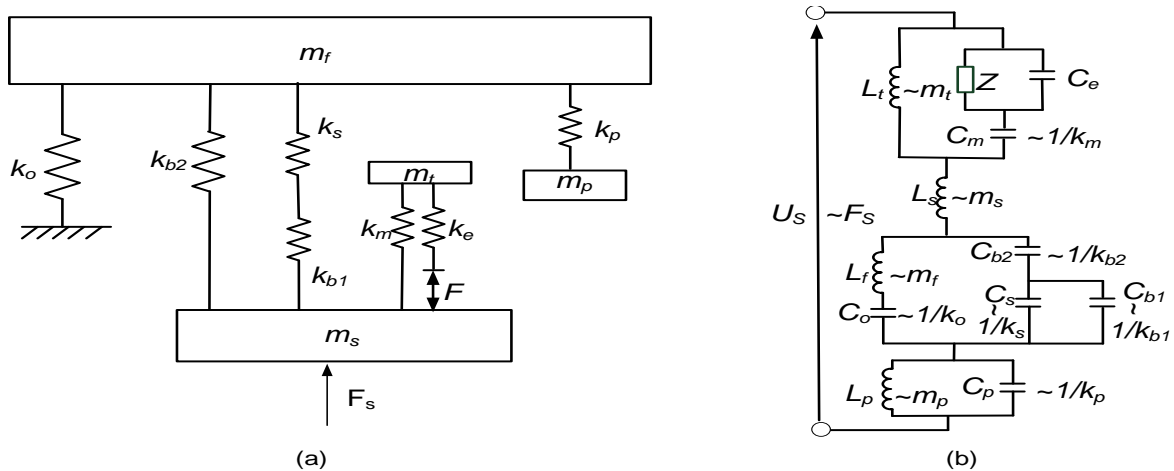 m_f
k_s
k_p
k_o
k_b2
m_t
m_p
k_m
k_e
k_b1
F
m_s
F_s
(a)
L_t ~m_t
Z
C_e
C_m ~1/k_m
L_s ~m_s
U_S ~F_S
C_b2 ~1/k_b2
L_f ~m_f
C_s ~ 1/k_s
C_b1 ~ 1/k_b1
C_o ~1/k_o
L_p ~m_p
C_p ~1/k_p
(b)